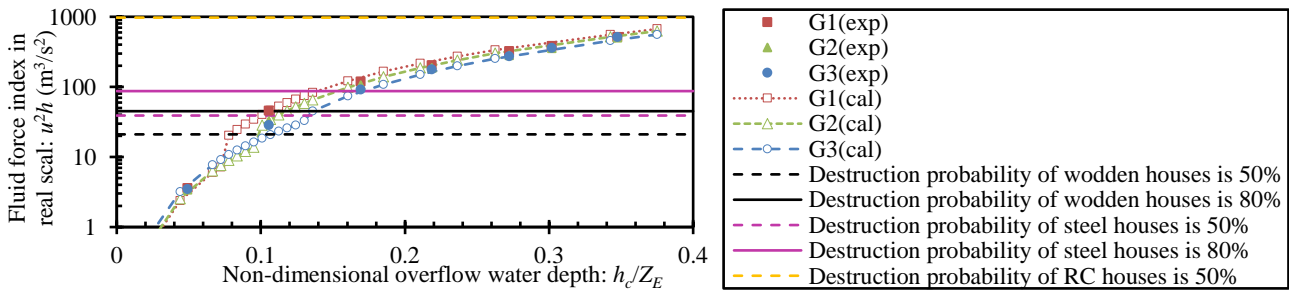 Fluid force index in
real scal: u²h (m³/s²)
1000
100
10
1
0
0.1
0.2
0.3
0.4
Non-dimensional overflow water depth: h_c/Z_E
G1(exp)
G2(exp)
G3(exp)
G1(cal)
G2(cal)
G3(cal)
Destruction probability of wodden houses is 50%
Destruction probability of wodden houses is 80%
Destruction probability of steel houses is 50%
Destruction probability of steel houses is 80%
Destruction probability of RC houses is 50%